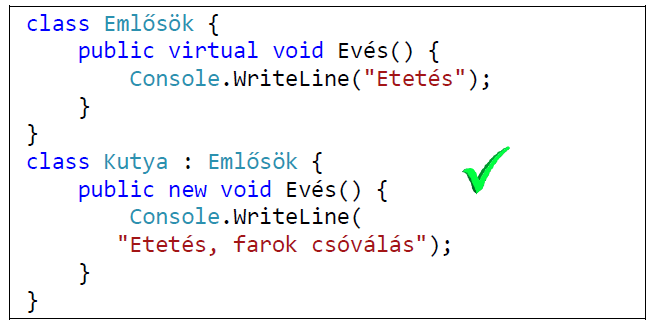 class Emlősök {
    public virtual void Evés() {
        Console.WriteLine("Etetés");
    }
}
class Kutya : Emlősök {
    public new void Evés() {
        Console.WriteLine(
       "Etetés, farok csóválás");
    }
}